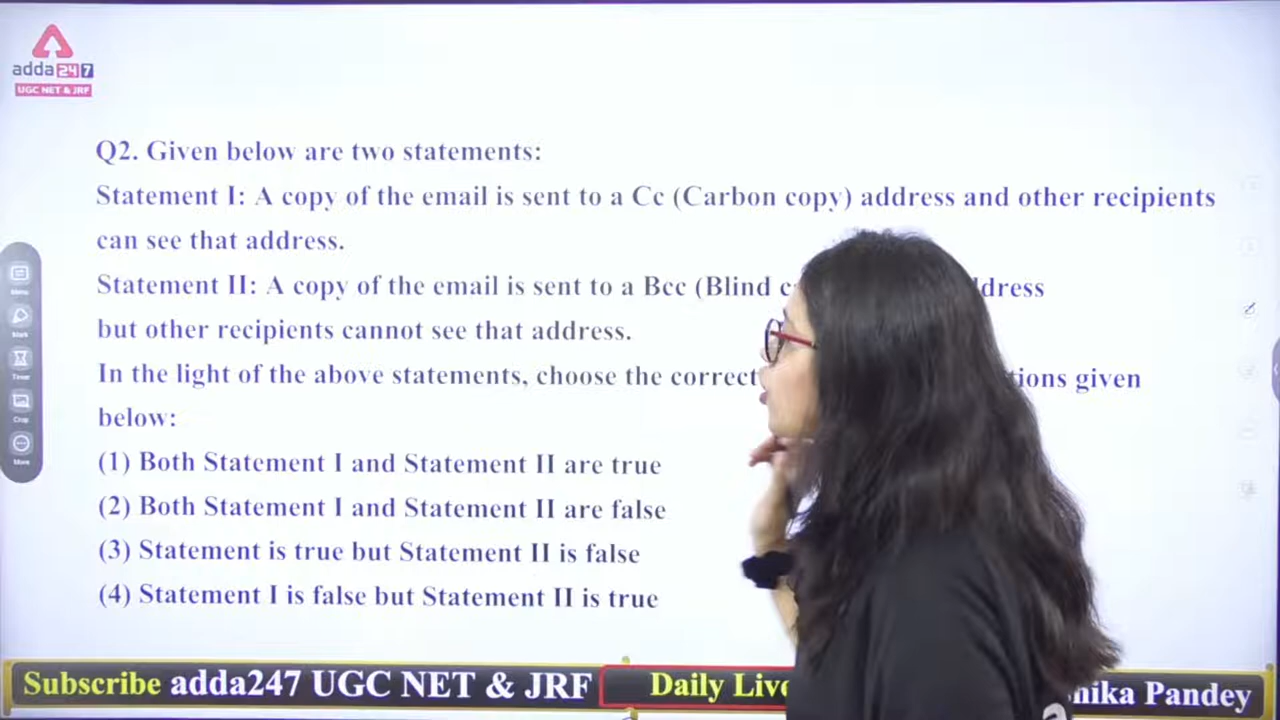 adda247
UGC NET & JRF
Q2. Given below are two statements:
Statement I: A copy of the email is sent to a Cc (Carbon copy) address and other recipients
can see that address.
Statement II: A copy of the email is sent to a Bcc (Blind
but other recipients cannot see that address.
In the light of the above statements, choose the correct given
below:
(1) Both Statement I and Statement II are true
(2) Both Statement I and Statement II are false
(3) Statement is true but Statement II is false
(4) Statement I is false but Statement II is true
Menu
Mark
Timer
Crop
More
Subscribe adda247 UGC NET & JRF
Daily Pandey